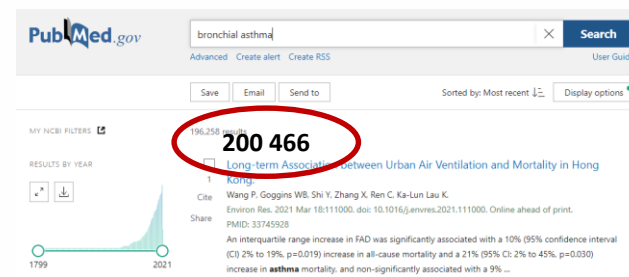 PubMed.gov
bronchial asthma
Search
Advanced Create alert Create RSS
User Guid
Save Email Send to
Sorted by: Most recent
Display options
MY NCBI FILTERS
196,258 results
200 466
RESULTS BY YEAR
Long-term Association between Urban Air Ventilation and Mortality in Hong
1
Kong.
Cite
Wang P, Goggins WB, Shi Y, Zhang X, Ren C, Ka-Lun Lau K.
Environ Res. 2021 Mar 18:111000. doi: 10.1016/j.envres.2021.111000. Online ahead of print.
Share
PMID: 33745928
An interquartile range increase in FAD was significantly associated with a 10% (95% confidence interval
(CI) 2% to 19%, p=0.019) increase in all-cause mortality and a 21% (95% CI: 2% to 45%, p=0.030)
increase in asthma mortality, and non-significantly associated with a 9% ...
1799
2021